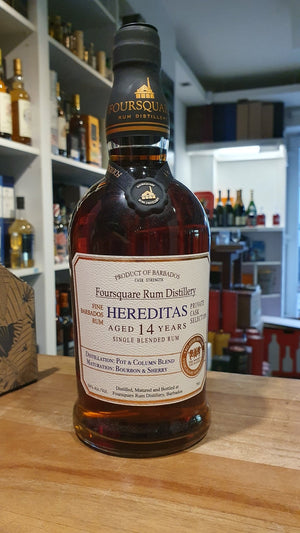 FOURSQUARE
RUM DISTILLERY
PRODUCT OF BARBADOS
CASK STRENGTH
Foursquare Rum Distillery
FINE
BARBADOS
RUM
HEREDITAS
PRIVATE
CASK
SELECTION
AGED 14 YEARS
SINGLE BLENDED RUM
DISTILLATION: POT & COLUMN BLEND
MATURATION: BOURBON & SHERRY
Distilled, Matured and Bottled at
Foursquare Rum Distillery, Barbados